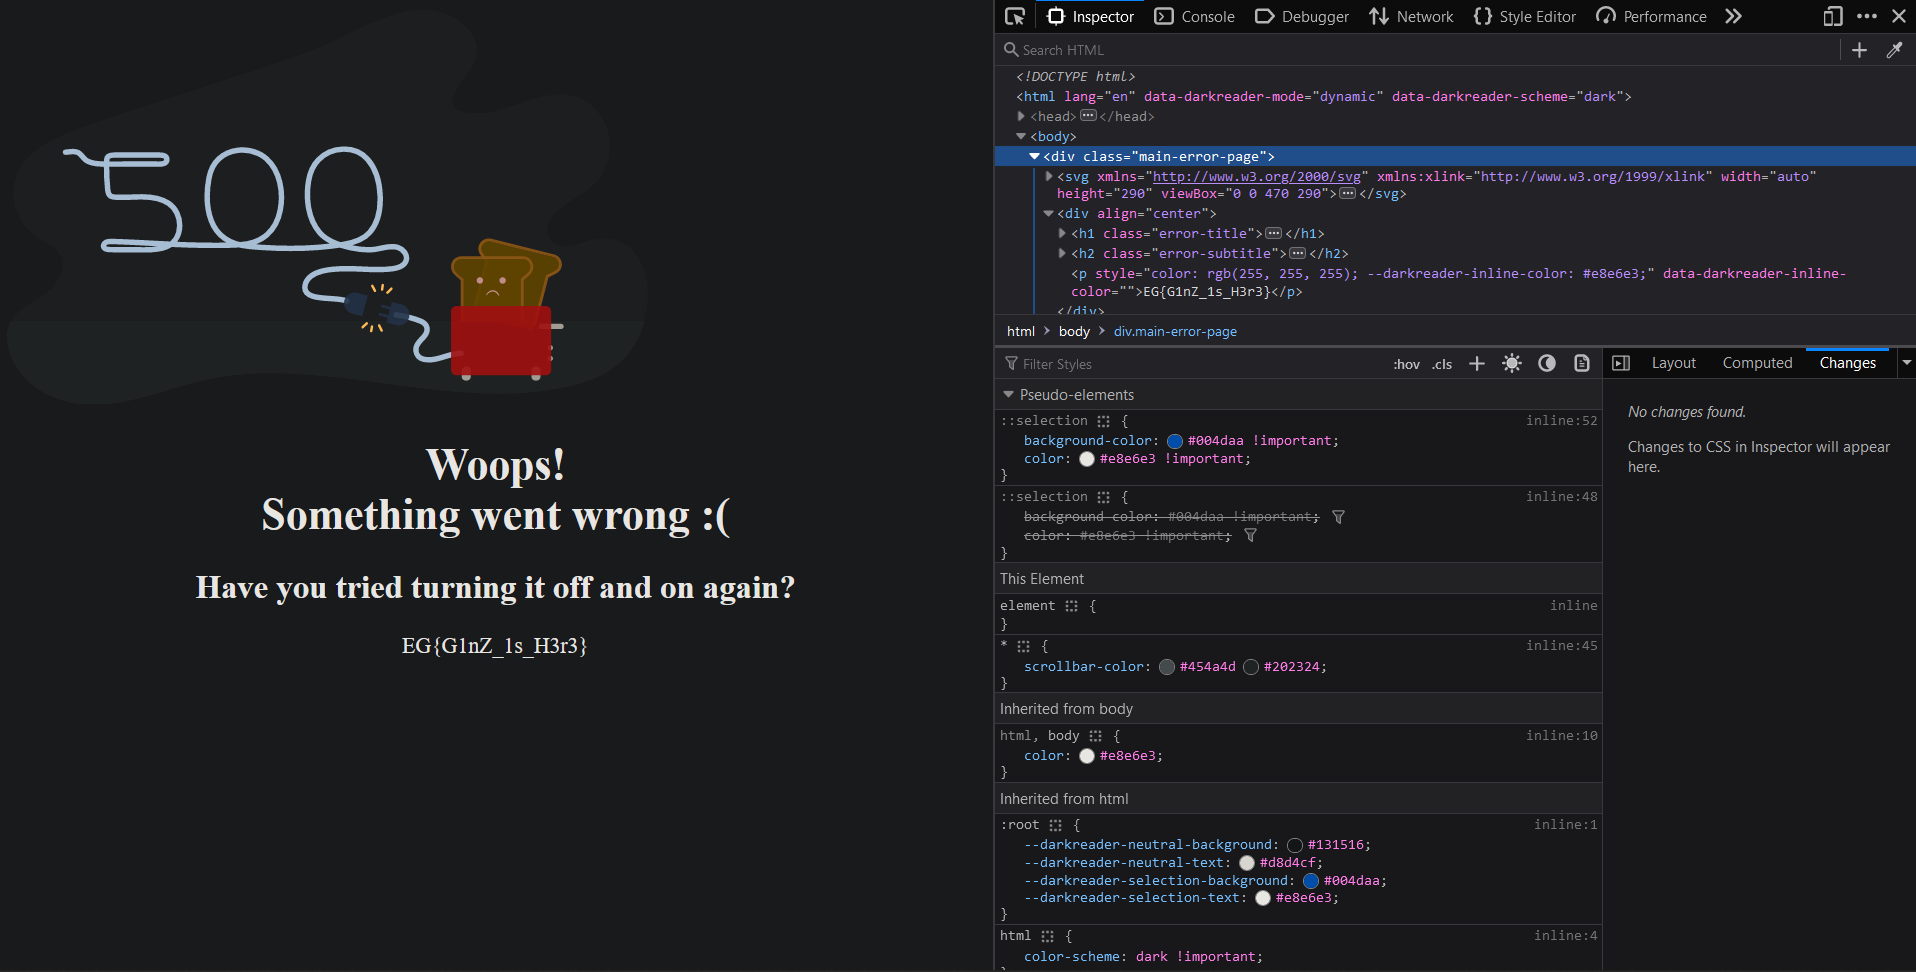 500
Woops!
Something went wrong :(
Have you tried turning it off and on again?
EG{G1nZ_1s_H3r3}
Inspector Console Debugger Network Style Editor Performance
Search HTML
<!DOCTYPE html>
<html lang="en" data-darkreader-mode="dynamic" data-darkreader-scheme="dark">
<head>···</head>
<body>
<div class="main-error-page">
<svg xmlns="http://www.w3.org/2000/svg" xmlns:xlink="http://www.w3.org/1999/xlink" width="auto"
height="290" viewBox="0 0 470 290">···</svg>
<div align="center">
<h1 class="error-title">···</h1>
<h2 class="error-subtitle">···</h2>
<p style="color: rgb(255, 255, 255); --darkreader-inline-color: #e8e6e3;" data-darkreader-inline-
color="">EG{G1nZ_1s_H3r3}</p>
</div>
html > body > div.main-error-page
Filter Styles :hov .cls
Pseudo-elements
::selection { inline:52
background-color: #004daa !important;
color: #e8e6e3 !important;
}
::selection { inline:48
background-color: #004daa !important;
color: #e8e6e3 !important;
}
This Element
element { inline
}
* { inline:45
scrollbar-color: #454a4d #202324;
}
Inherited from body
html, body { inline:10
color: #e8e6e3;
}
Inherited from html
:root { inline:1
--darkreader-neutral-background: #131516;
--darkreader-neutral-text: #d8d4cf;
--darkreader-selection-background: #004daa;
--darkreader-selection-text: #e8e6e3;
}
html { inline:4
color-scheme: dark !important;
}
Layout Computed Changes
No changes found.
Changes to CSS in Inspector will appear
here.